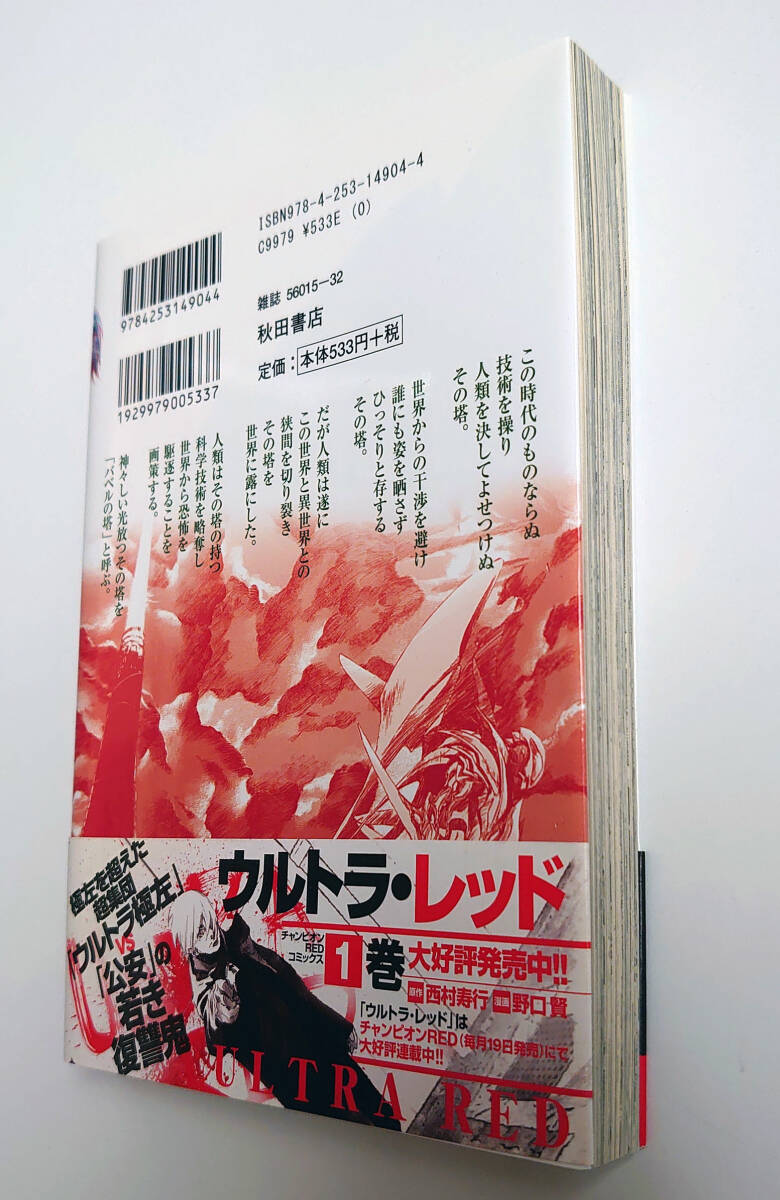 ISBN978-4-253-14904-4
C9979 ¥533E (0)
9784253149044
雑誌 56015-32
秋田書店
定価：本体533円+税
1929979005337
この時代のものならぬ
技術を操り
人類を決してよせつけぬ
その塔。
世界からの干渉を避け
誰にも姿を晒さず
ひっそりと存する
その塔。
だが人類は遂に
この世界と異世界との
狭間を切り裂き
その塔を
世界に露にした。
人類はその塔の持つ
科学技術を略奪し
世界から恐怖を
駆逐することを
画策する。
神々しい光放つその塔を
「バベルの塔」と呼ぶ。
極左を超えた
超集団
「ウルトラ極左」
VS
「公安」の
若き
復讐鬼
ウルトラ・レッド
チャンピオン
RED
コミックス
1巻
大好評発売中!!
原作 西村寿行 漫画 野口賢
「ウルトラ・レッド」は
チャンピオンRED(毎月19日発売)にて
大好評連載中!!
ULTRA RED